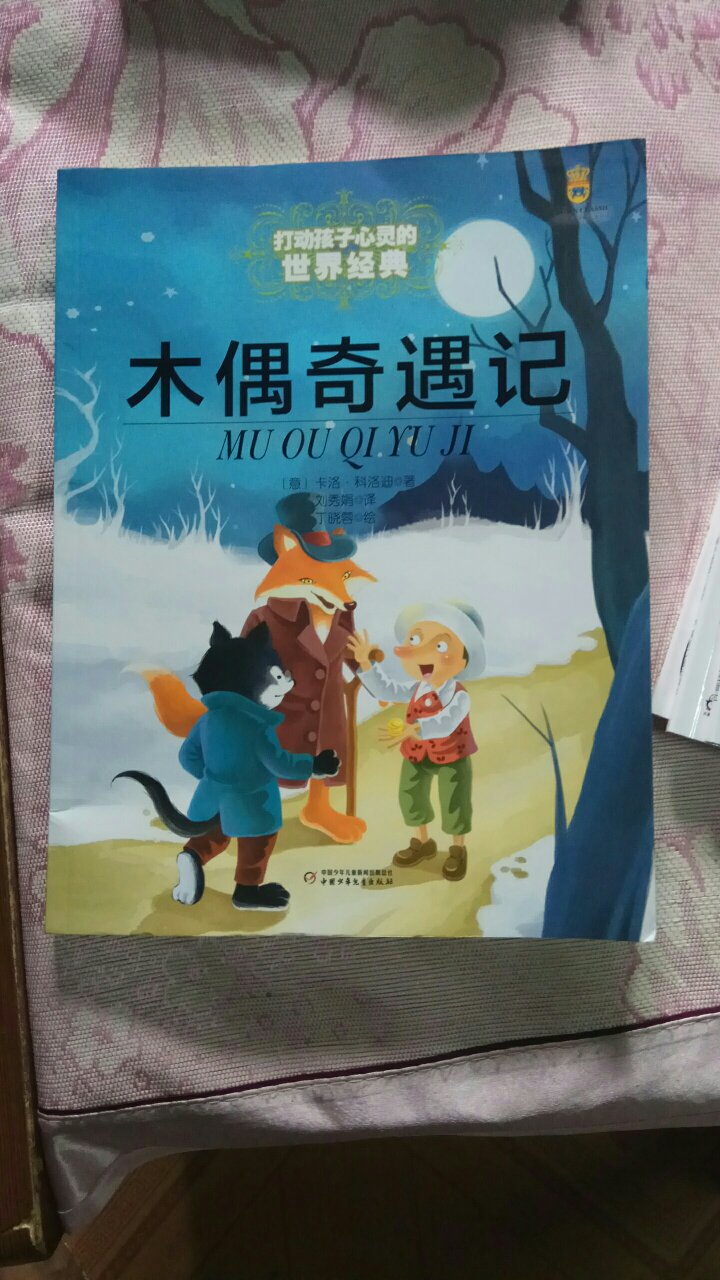 打动孩子心灵的
世界经典
木偶奇遇记
MU OU QI YU JI
〔意〕卡洛·科洛迪◎著
刘秀娟◎译
丁晓蓉◎绘
中国少年儿童新闻出版总社
中国少年儿童出版社